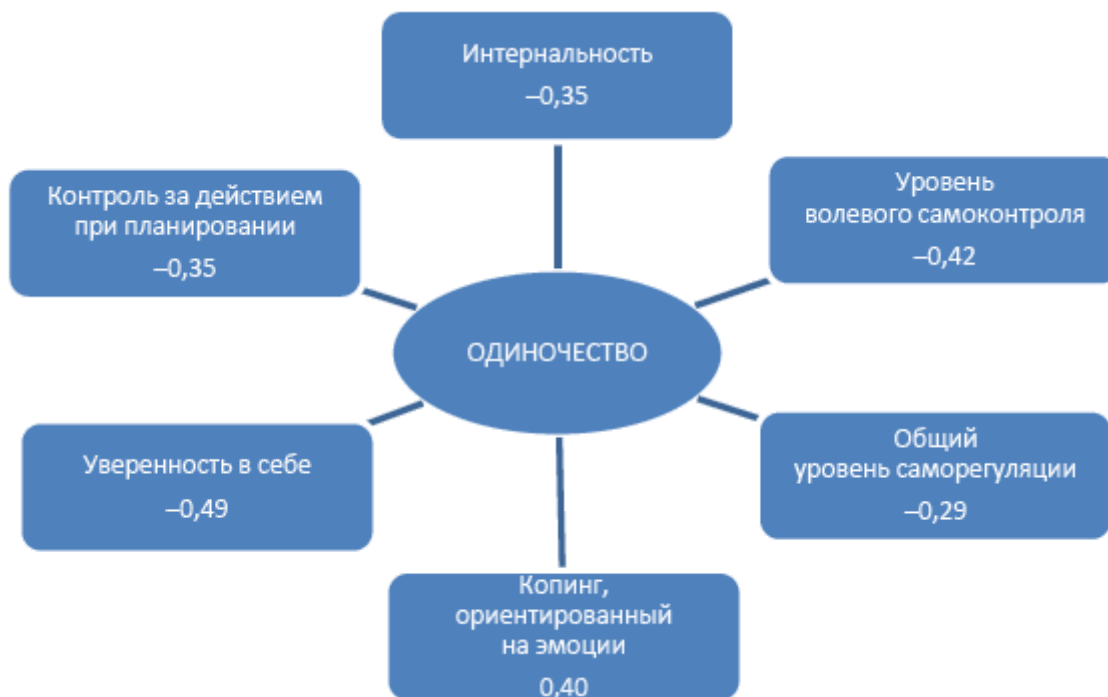 Интернальность
–0,35
Контроль за действием
при планировании
–0,35
Уровень
волевого самоконтроля
–0,42
ОДИНОЧЕСТВО
Уверенность в себе
–0,49
Общий
уровень саморегуляции
–0,29
Копинг,
ориентированный
на эмоции
0,40